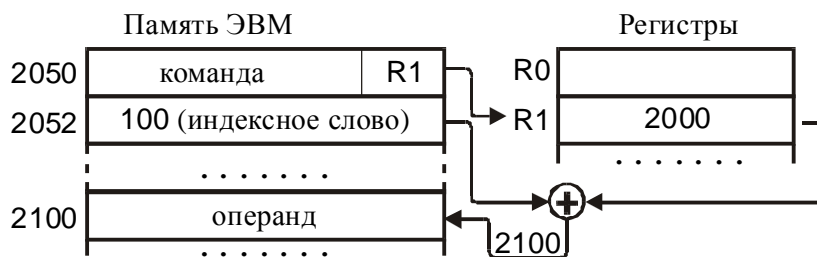 Память ЭВМ Регистры
2050 команда R1 R0
2052 100 (индексное слово) R1 2000
. . . . . . . . . . . . . .
2100 операнд +
2100
. . . . . . .